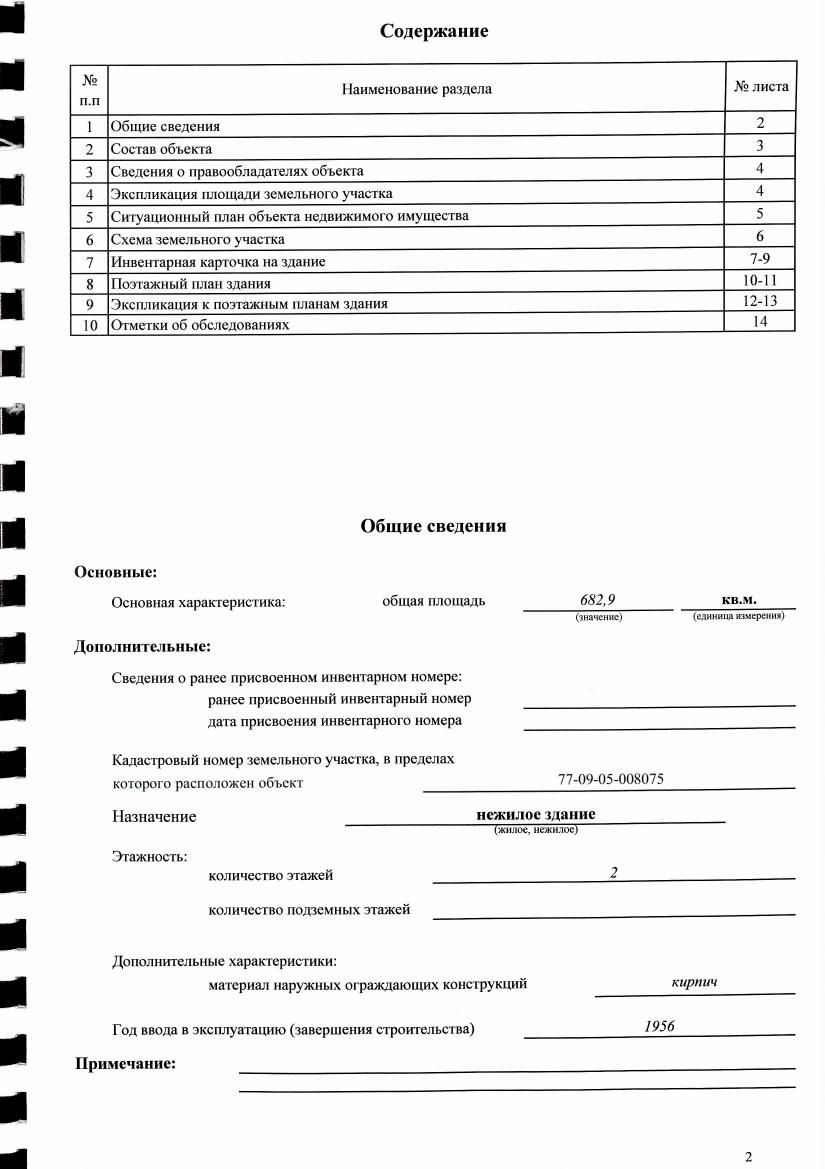 Содержание
№ п.п Наименование раздела № листа
1 Общие сведения 2
2 Состав объекта 3
3 Сведения о правообладателях объекта 4
4 Экспликация площади земельного участка 4
5 Ситуационный план объекта недвижимого имущества 5
6 Схема земельного участка 6
7 Инвентарная карточка на здание 7-9
8 Поэтажный план здания 10-11
9 Экспликация к поэтажным планам здания 12-13
10 Отметки об обследованиях 14
Общие сведения
Основные:
Основная характеристика: общая площадь 682,9 кв.м.
(значение) (единица измерения)
Дополнительные:
Сведения о ранее присвоенном инвентарном номере:
ранее присвоенный инвентарный номер
дата присвоения инвентарного номера
Кадастровый номер земельного участка, в пределах
которого расположен объект 77-09-05-008075
Назначение нежилое здание
(жилое, нежилое)
Этажность:
количество этажей 2
количество подземных этажей
Дополнительные характеристики:
материал наружных ограждающих конструкций кирпич
Год ввода в эксплуатацию (завершения строительства) 1956
Примечание:
2